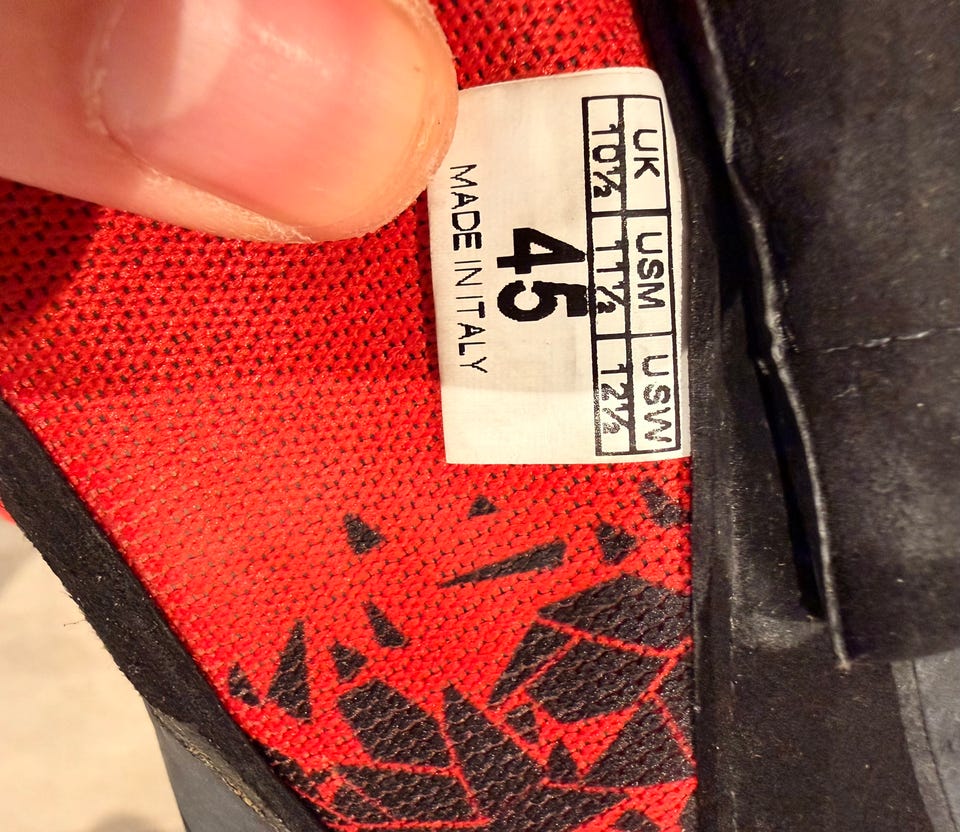 UK USM USW
10½ 11½ 12½
45
MADE IN ITALY